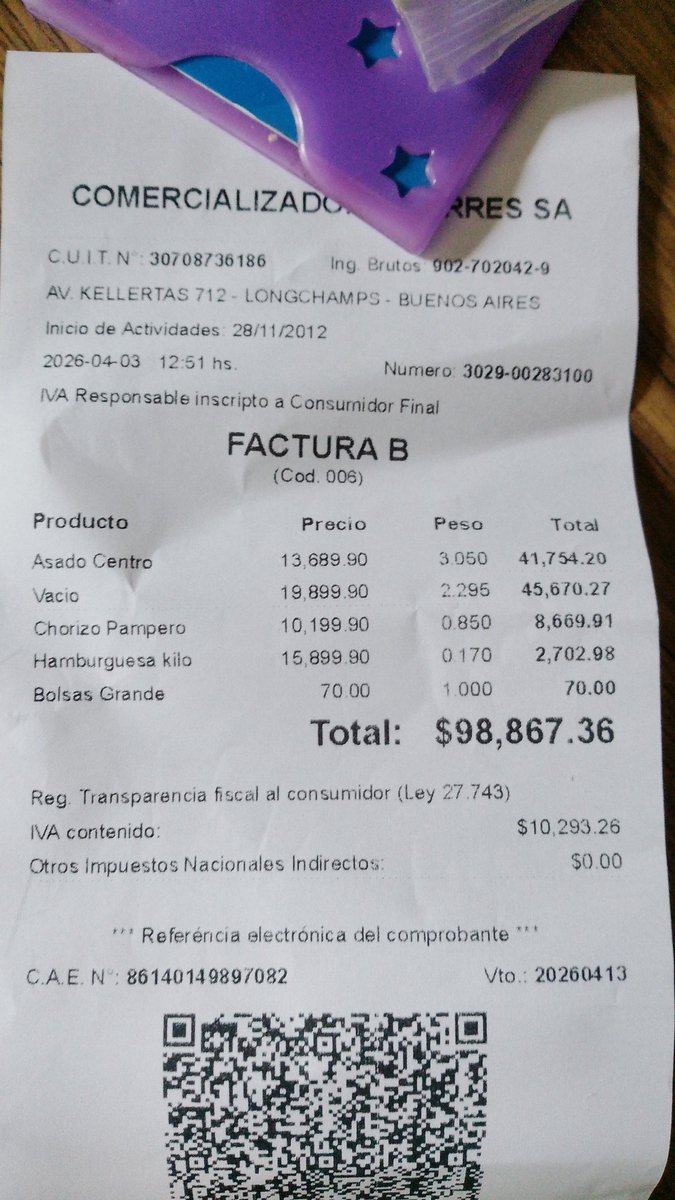 COMERCIALIZADO RRES SA
C.U.I.T. N°: 30708736186 Ing. Brutos: 902-702042-9
AV. KELLERTAS 712 - LONGCHAMPS - BUENOS AIRES
Inicio de Actividades: 28/11/2012
2026-04-03 12:51 hs. Numero: 3029-00283100
IVA Responsable inscripto a Consumidor Final
FACTURA B
(Cod. 006)
Producto Precio Peso Total
Asado Centro 13,689.90 3.050 41,754.20
Vacio 19,899.90 2.295 45,670.27
Chorizo Pampero 10,199.90 0.850 8,669.91
Hamburguesa kilo 15,899.90 0.170 2,702.98
Bolsas Grande 70.00 1.000 70.00
Total: $98,867.36
Reg. Transparencia fiscal al consumidor (Ley 27.743)
IVA contenido: $10,293.26
Otros Impuestos Nacionales Indirectos: $0.00
*** Referéncia electrónica del comprobante ***
C.A.E. N°: 86140149897082 Vto.: 20260413